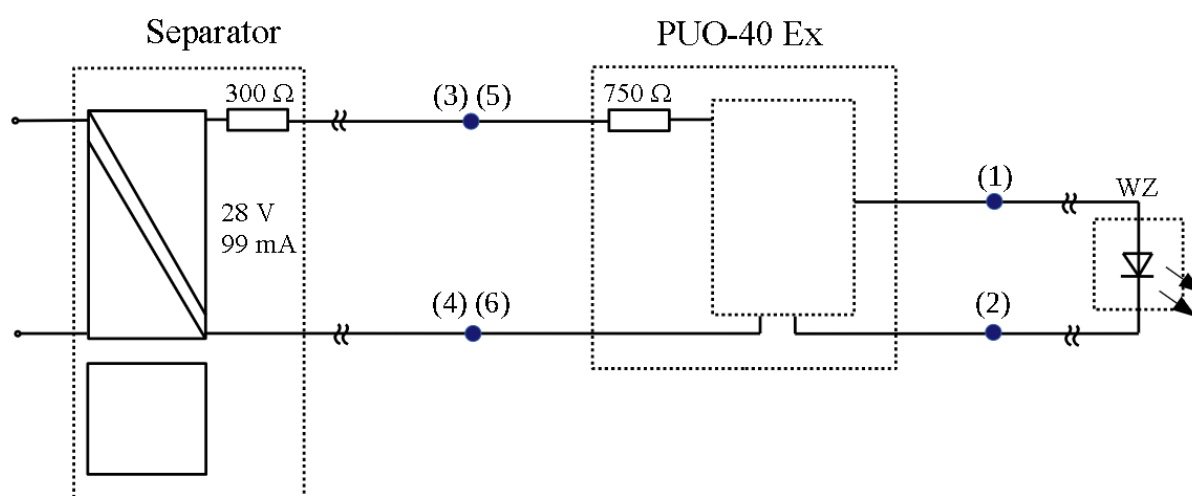 Separator
PUO-40 Ex
300 Ω
(3) (5)
750 Ω
(1)
WZ
28 V
99 mA
(4) (6)
(2)